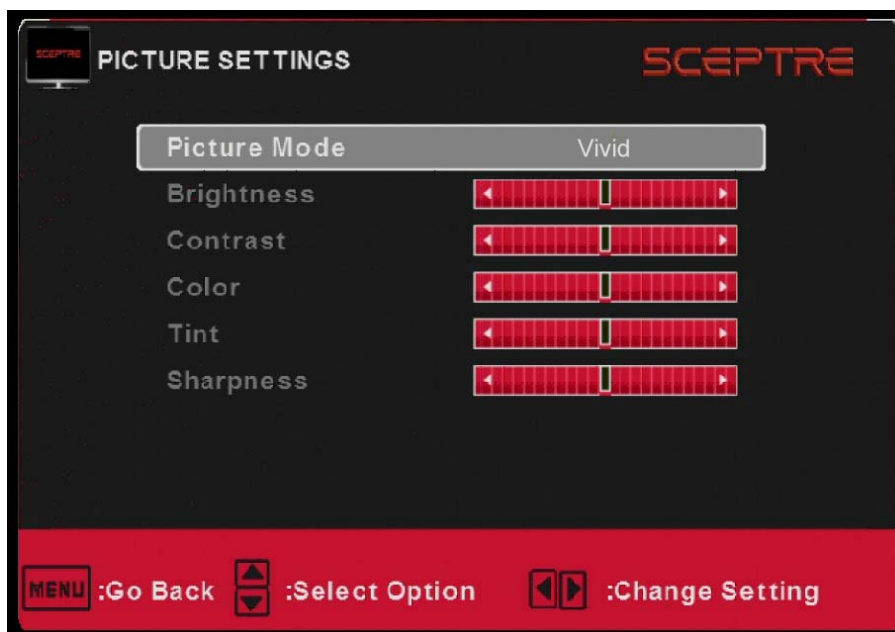 SCEPTRE
PICTURE SETTINGS
SCEPTRE
Picture Mode Vivid
Brightness
Contrast
Color
Tint
Sharpness
MENU :Go Back :Select Option :Change Setting